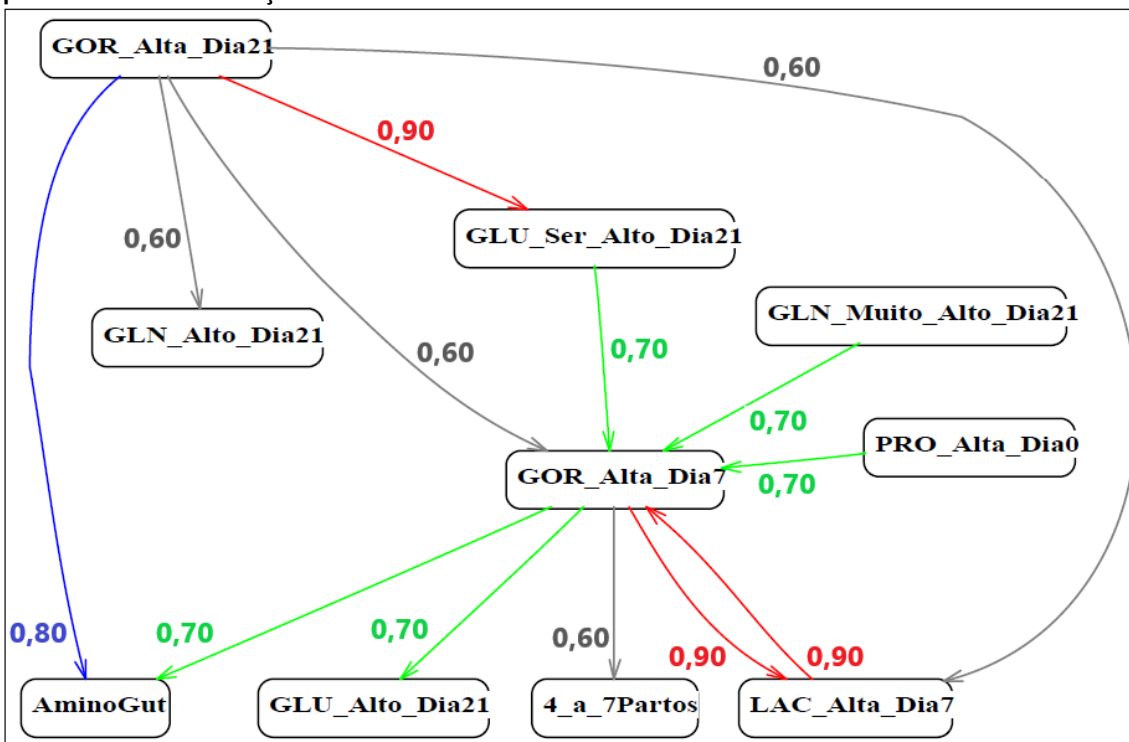 GOR_Alta_Dia21
0,60
0,90
GLU_Ser_Alto_Dia21
0,60
GLN_Muito_Alto_Dia21
GLN_Alto_Dia21
0,60
0,70
0,70
PRO_Alta_Dia0
GOR_Alta_Dia7
0,70
0,80
0,70
0,70
0,60
0,90
0,90
AminoGut
GLU_Alto_Dia21
4_a_7Partos
LAC_Alta_Dia7